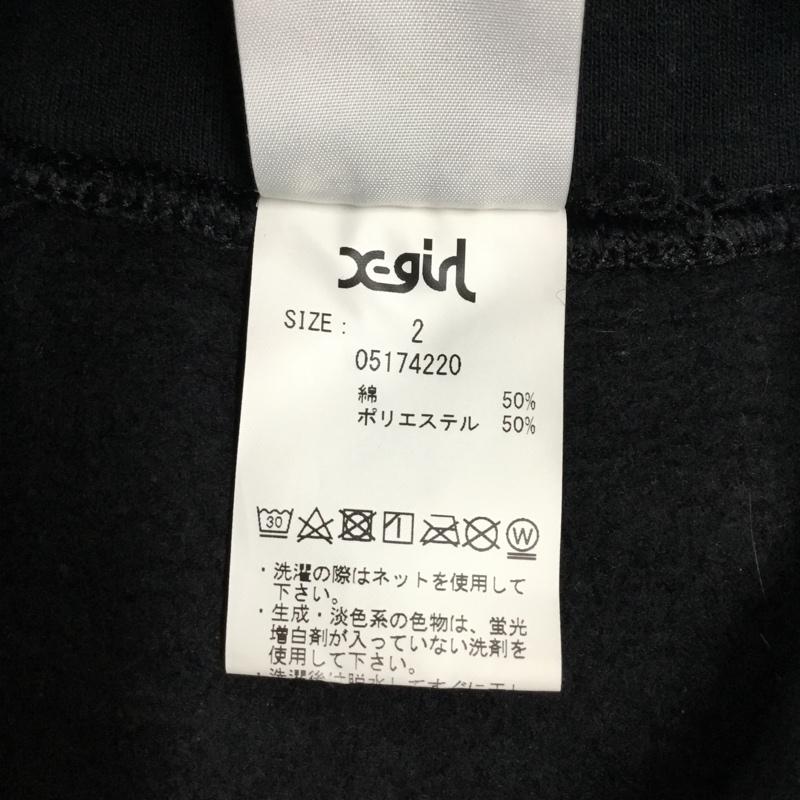 X-girl
SIZE： 2
05174220
綿 50%
ポリエステル 50%
30
W
・洗濯の際はネットを使用して
下さい。
・生成・淡色系の色物は、蛍光
増白剤が入っていない洗剤を
使用して下さい。